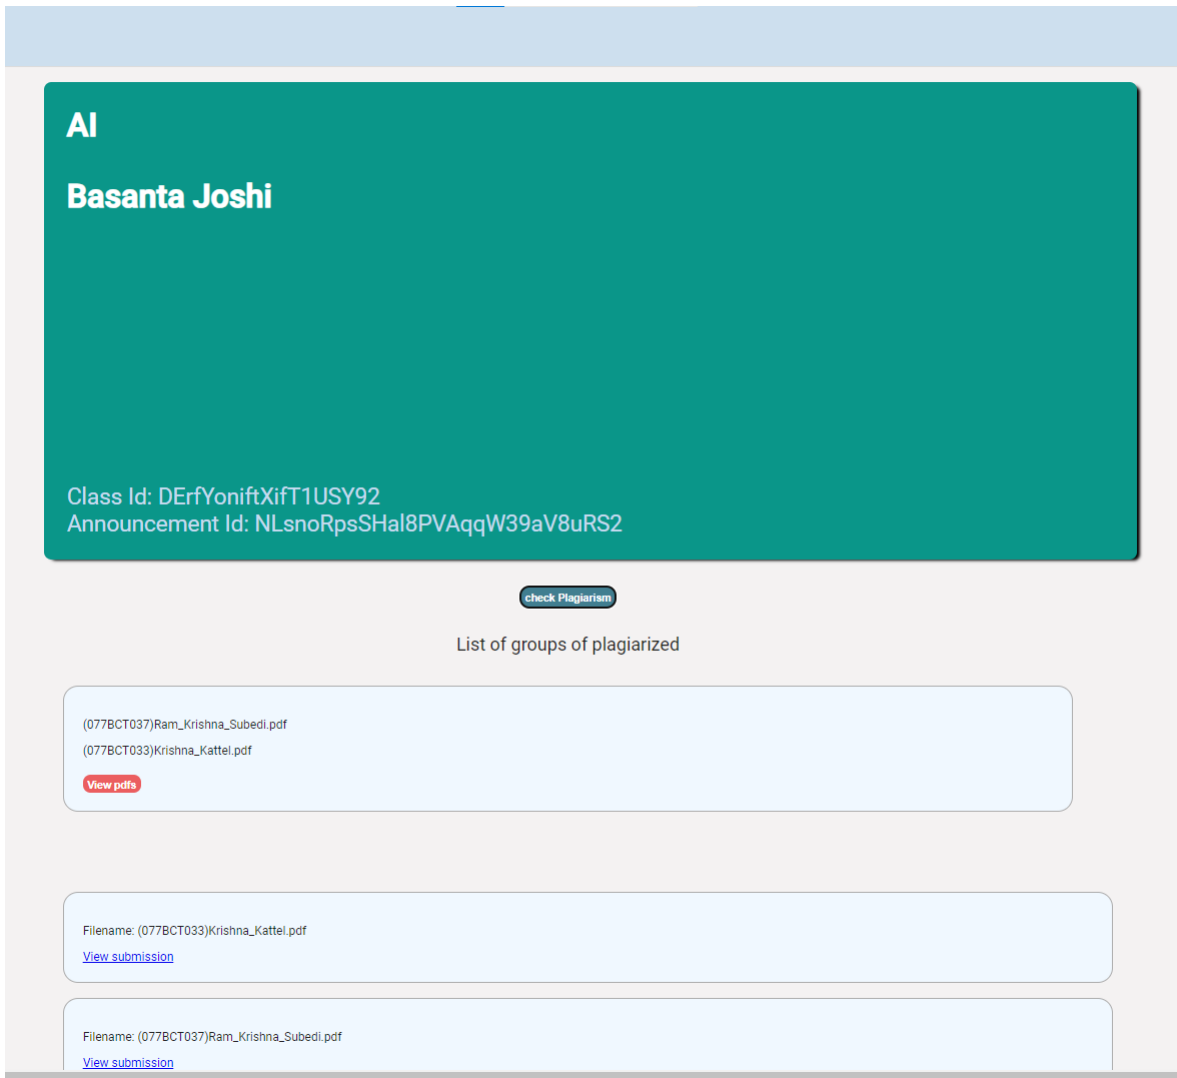 AI
Basanta Joshi
Class Id: DErfYoniftXifT1USY92
Announcement Id: NLsnoRpsSHal8PVAqqW39aV8uRS2
check Plagiarism
List of groups of plagiarized
(077BCT037)Ram_Krishna_Subedi.pdf
(077BCT033)Krishna_Kattel.pdf
View pdfs
Filename: (077BCT033)Krishna_Kattel.pdf
View submission
Filename: (077BCT037)Ram_Krishna_Subedi.pdf
View submission